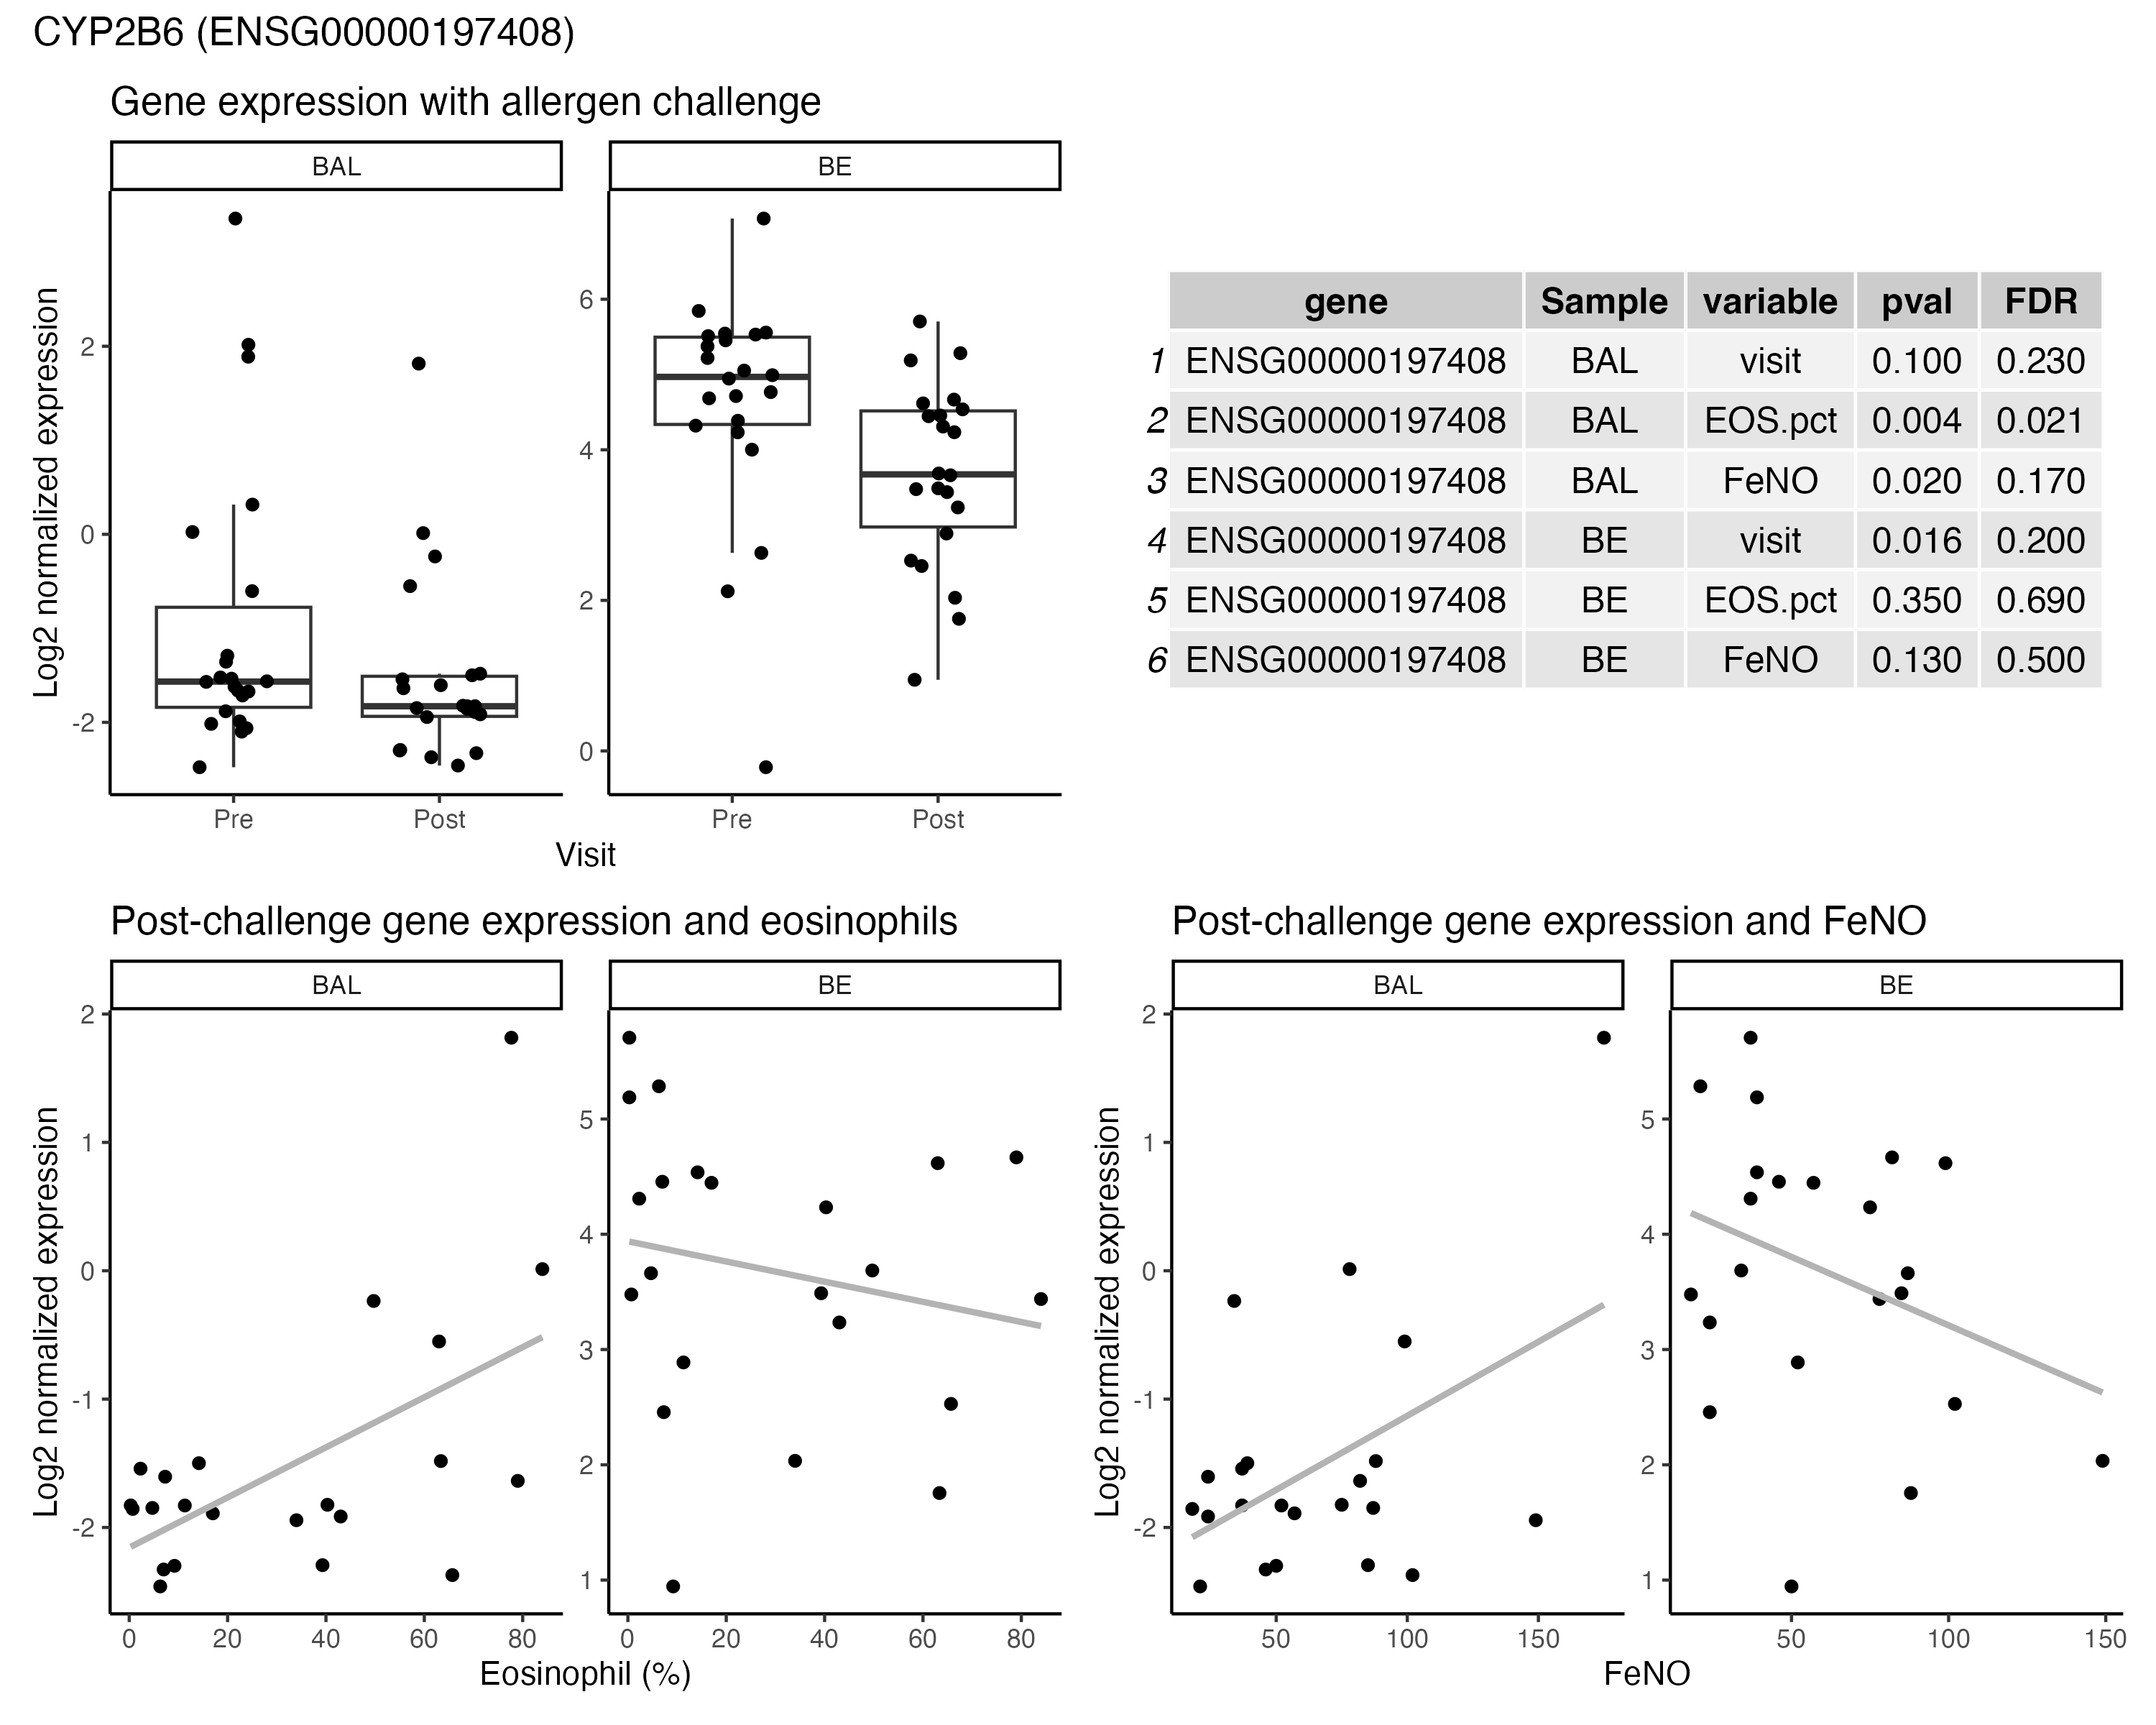 CYP2B6 (ENSG00000197408)
Gene expression with allergen challenge
BAL
BE
Log2 normalized expression
2
0
-2
6
4
2
0
Pre
Post
Pre
Post
Visit
gene Sample variable pval FDR
1 ENSG00000197408 BAL visit 0.100 0.230
2 ENSG00000197408 BAL EOS.pct 0.004 0.021
3 ENSG00000197408 BAL FeNO 0.020 0.170
4 ENSG00000197408 BE visit 0.016 0.200
5 ENSG00000197408 BE EOS.pct 0.350 0.690
6 ENSG00000197408 BE FeNO 0.130 0.500
Post-challenge gene expression and eosinophils
BAL
BE
Log2 normalized expression
2
1
0
-1
-2
5
4
3
2
1
0 20 40 60 80
0 20 40 60 80
Eosinophil (%)
Post-challenge gene expression and FeNO
BAL
BE
Log2 normalized expression
2
1
0
-1
-2
5
4
3
2
1
50 100 150
50 100 150
FeNO